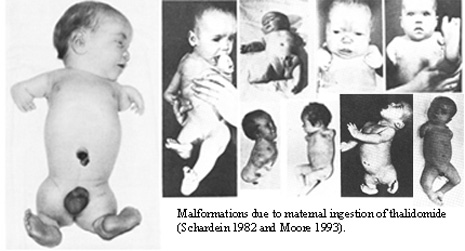 Malformations due to maternal ingestion of thalidomide
(Schardein 1982 and Moore 1993).